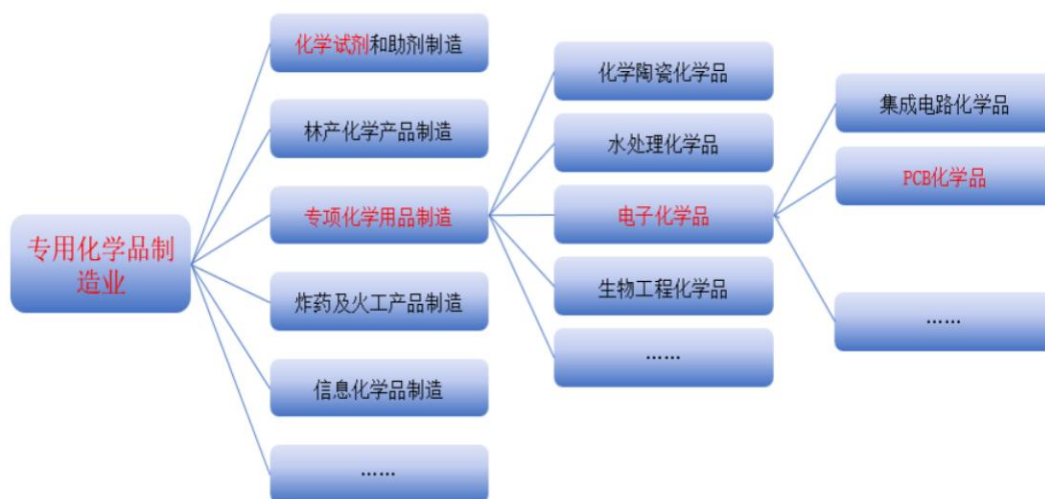 化学试剂和助剂制造
林产化学产品制造
专项化学用品制造
炸药及火工产品制造
信息化学品制造
……
专用化学品制
造业
化学陶瓷化学品
水处理化学品
电子化学品
生物工程化学品
……
集成电路化学品
PCB化学品
……